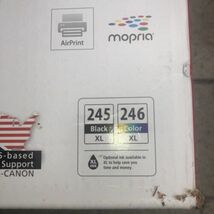 AirPrint
mopria
245
Black
XL
246
Color
XL
S-based
Support
-CANON
XL
*Optional ink available in
XL to help save you
time and money.